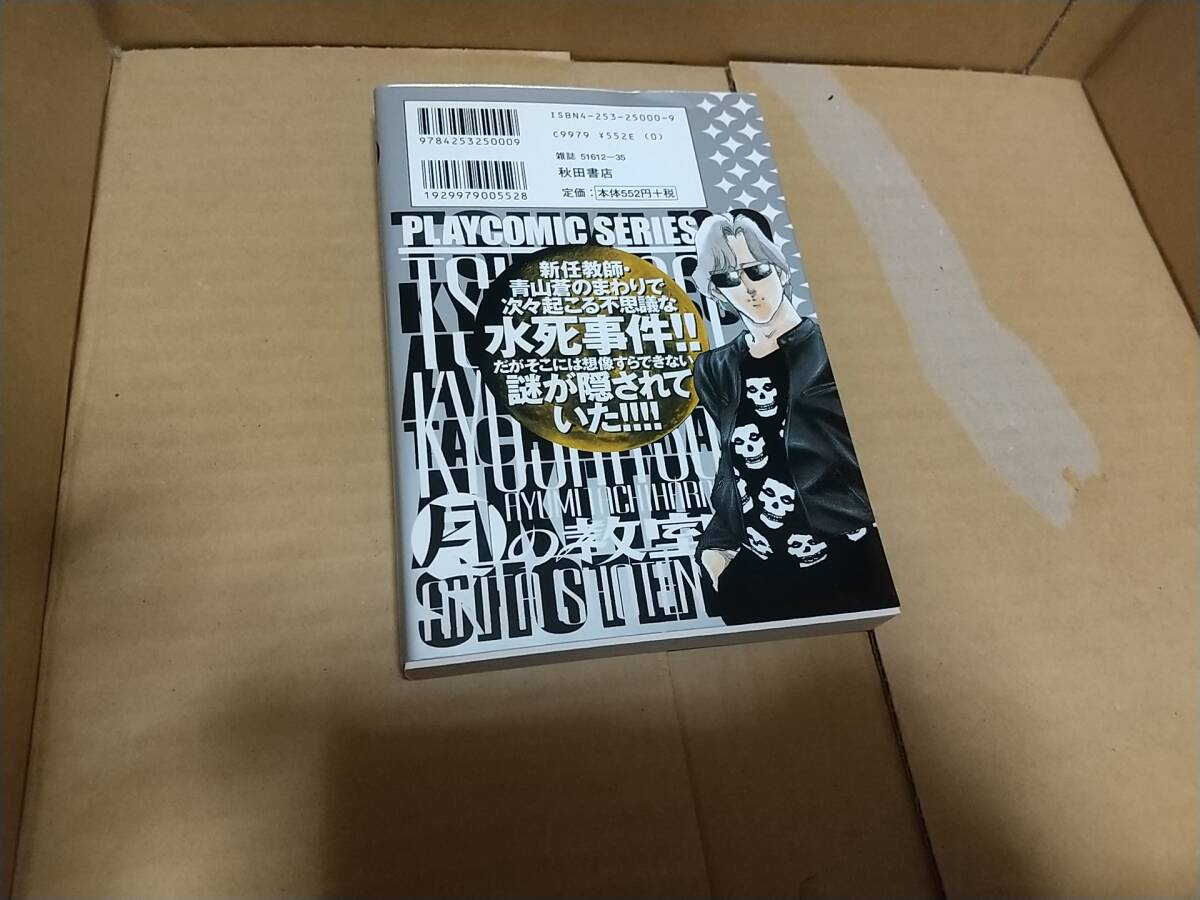 ISBN4-253-25000-9
C9979 ¥552E (0)
9784253250009
雑誌 51612-35
秋田書店
1929979005528
定価：本体552円+税
PLAYCOMIC SERIES
新任教師・
青山蒼のまわりで
次々起こる不思議な
水死事件!!
だがそこには想像すらできない
謎が隠されて
いた!!!!
AYUMI TACHIHARA
月の教室